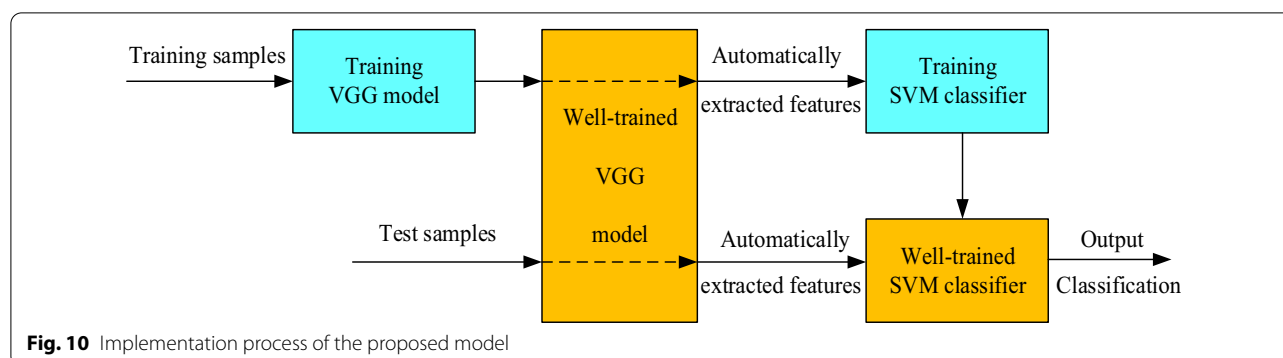 Training samples
Training
VGG model
Well-trained
VGG
model
Automatically
extracted features
Training
SVM classifier
Test samples
Automatically
extracted features
Well-trained
SVM classifier
Output
Classification
Fig. 10 Implementation process of the proposed model